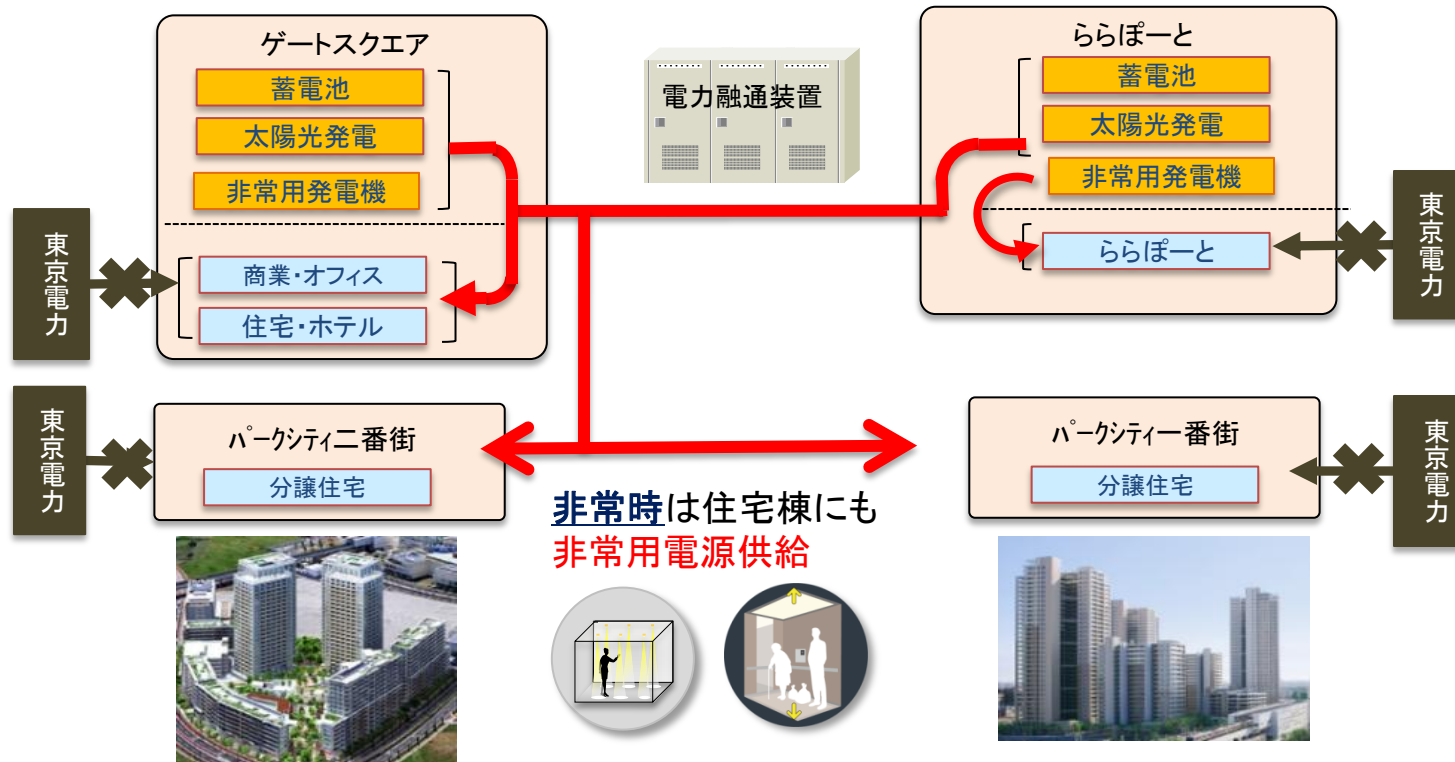 ゲートスクエア
蓄電池
太陽光発電
非常用発電機
商業・オフィス
住宅・ホテル
東京電力
電力融通装置
ららぽーと
蓄電池
太陽光発電
非常用発電機
ららぽーと
東京電力
東京電力
パークシティ二番街
分譲住宅
パークシティ一番街
分譲住宅
東京電力
非常時は住宅棟にも
非常用電源供給